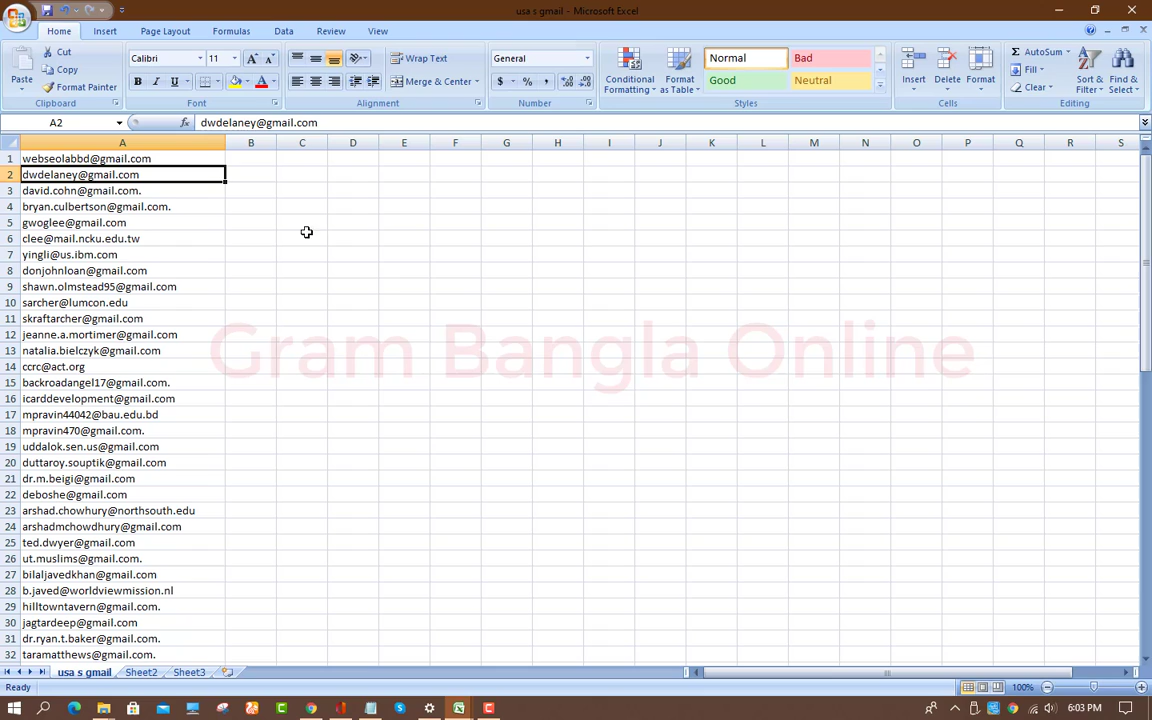 usa s gmail - Microsoft Excel
Home Insert Page Layout Formulas Data Review View
Paste Cut Copy Format Painter Clipboard
Calibri 11 A A B I U A Font
Wrap Text Merge & Center Alignment
General $ % , Number
Conditional Formatting Format as Table Normal Bad Good Neutral Styles
Insert Delete Format Cells
AutoSum Fill Clear Sort & Filter Find & Select Editing
A2 fx dwdelaney@gmail.com
A B C D E F G H I J K L M N O P Q R S
1 webseolabbd@gmail.com
2 dwdelaney@gmail.com
3 david.cohn@gmail.com.
4 bryan.culbertson@gmail.com.
5 gwoglee@gmail.com
6 clee@mail.ncku.edu.tw
7 yingli@us.ibm.com
8 donjohnloan@gmail.com
9 shawn.olmstead95@gmail.com
10 sarcher@lumcon.edu
11 skraftarcher@gmail.com
12 jeanne.a.mortimer@gmail.com
13 natalia.bielczyk@gmail.com
Gram Bangla Online
14 ccrc@act.org
15 backroadangel17@gmail.com.
16 icarddevelopment@gmail.com
17 mpravin44042@bau.edu.bd
18 mpravin470@gmail.com.
19 uddalok.sen.us@gmail.com
20 duttaroy.souptik@gmail.com
21 dr.m.beigi@gmail.com
22 deboshe@gmail.com
23 arshad.chowhury@northsouth.edu
24 arshadmchowdhury@gmail.com
25 ted.dwyer@gmail.com
26 ut.muslims@gmail.com.
27 bilaljavedkhan@gmail.com
28 b.javed@worldviewmission.nl
29 hilltowntavern@gmail.com.
30 jagtardeep@gmail.com
31 dr.ryan.t.baker@gmail.com.
32 taramatthews@gmail.com.
usa s gmail Sheet2 Sheet3
Ready 100%
6:03 PM